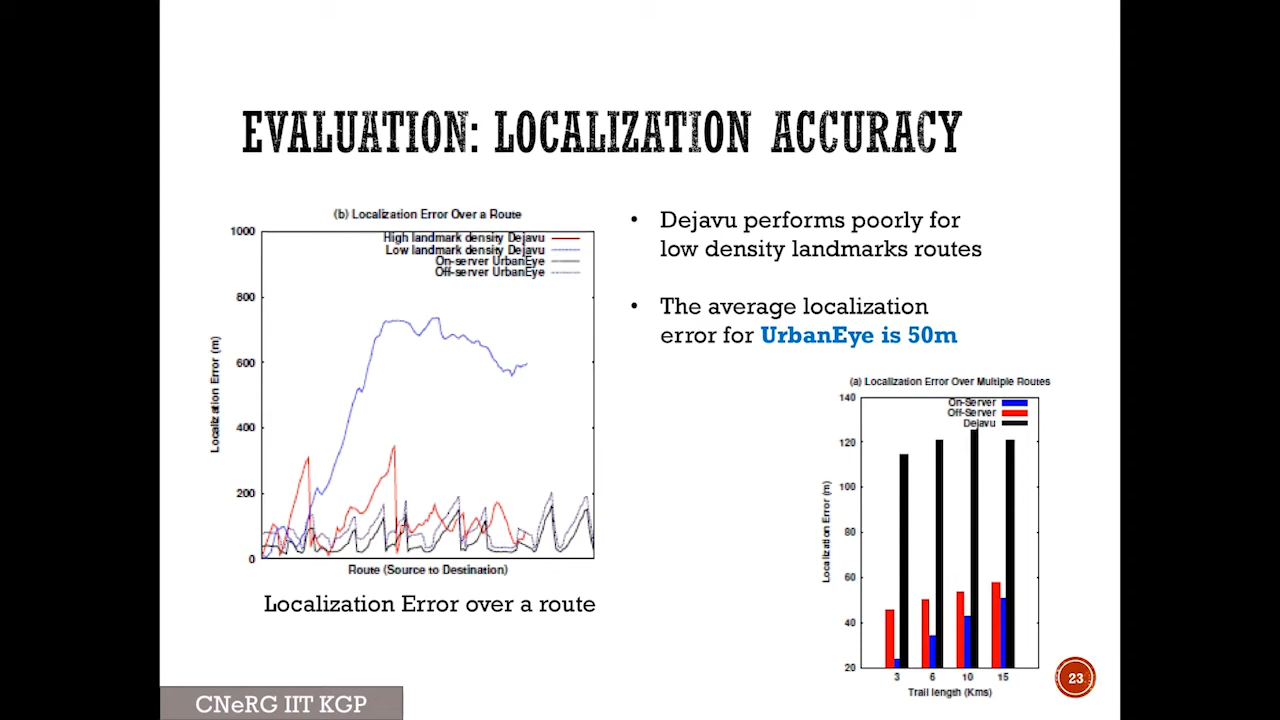 EVALUATION: LOCALIZATION ACCURACY
(b) Localization Error Over a Route
High landmark density Dejavu
Low landmark density Dejavu
On-server UrbanEye
Off-server UrbanEye
1000
800
600
400
200
0
Localization Error (m)
Route (Source to Destination)
Localization Error over a route
• Dejavu performs poorly for
low density landmarks routes
• The average localization
error for UrbanEye is 50m
(a) Localization Error Over Multiple Routes
On-Server
Off-Server
Dejavu
140
120
100
80
60
40
20
Localization Error (m)
3 6 10 15
Trail length (Kms)
23
CNeRG IIT KGP